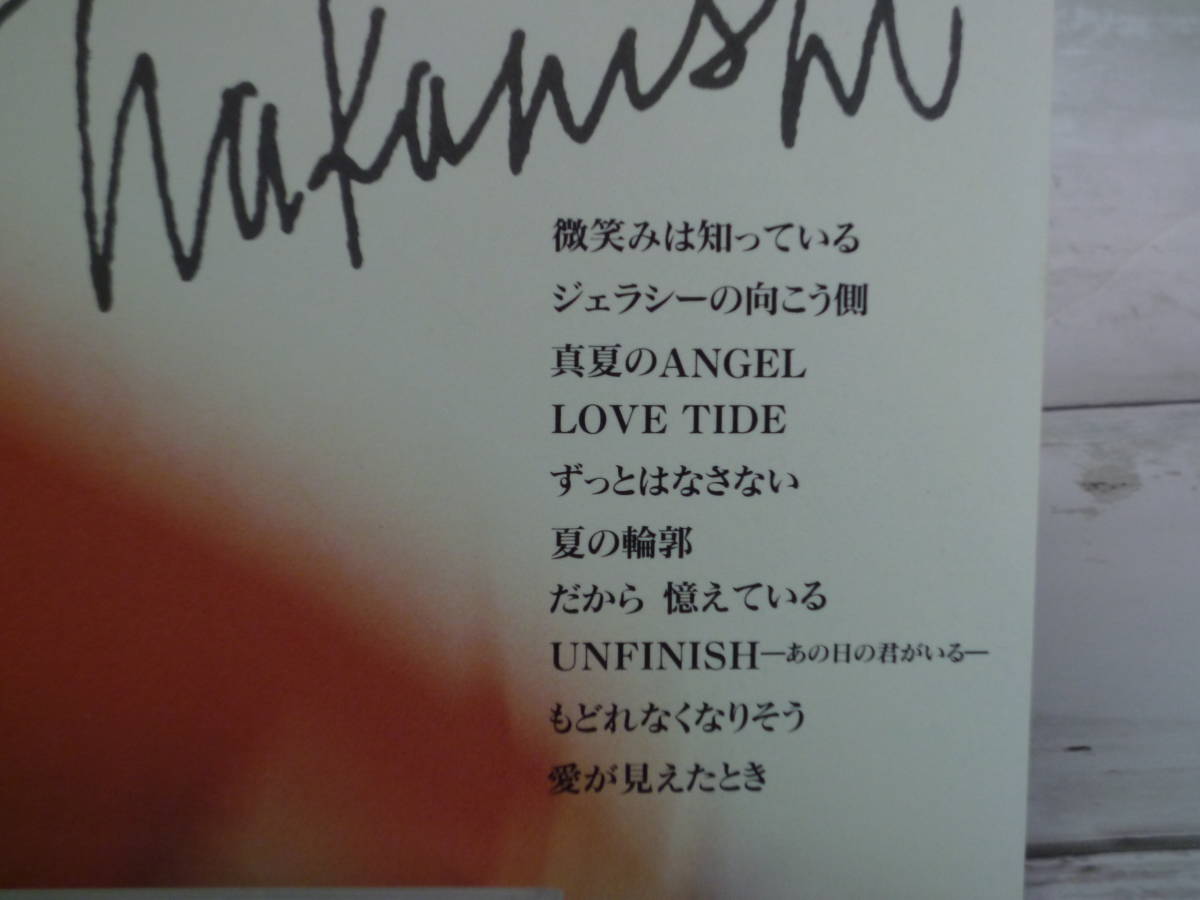 Nakanishi
微笑みは知っている
ジェラシーの向こう側
真夏のANGEL
LOVE TIDE
ずっとはなさない
夏の輪郭
だから 憶えている
UNFINISH―あの日の君がいる―
もどれなくなりそう
愛が見えたとき